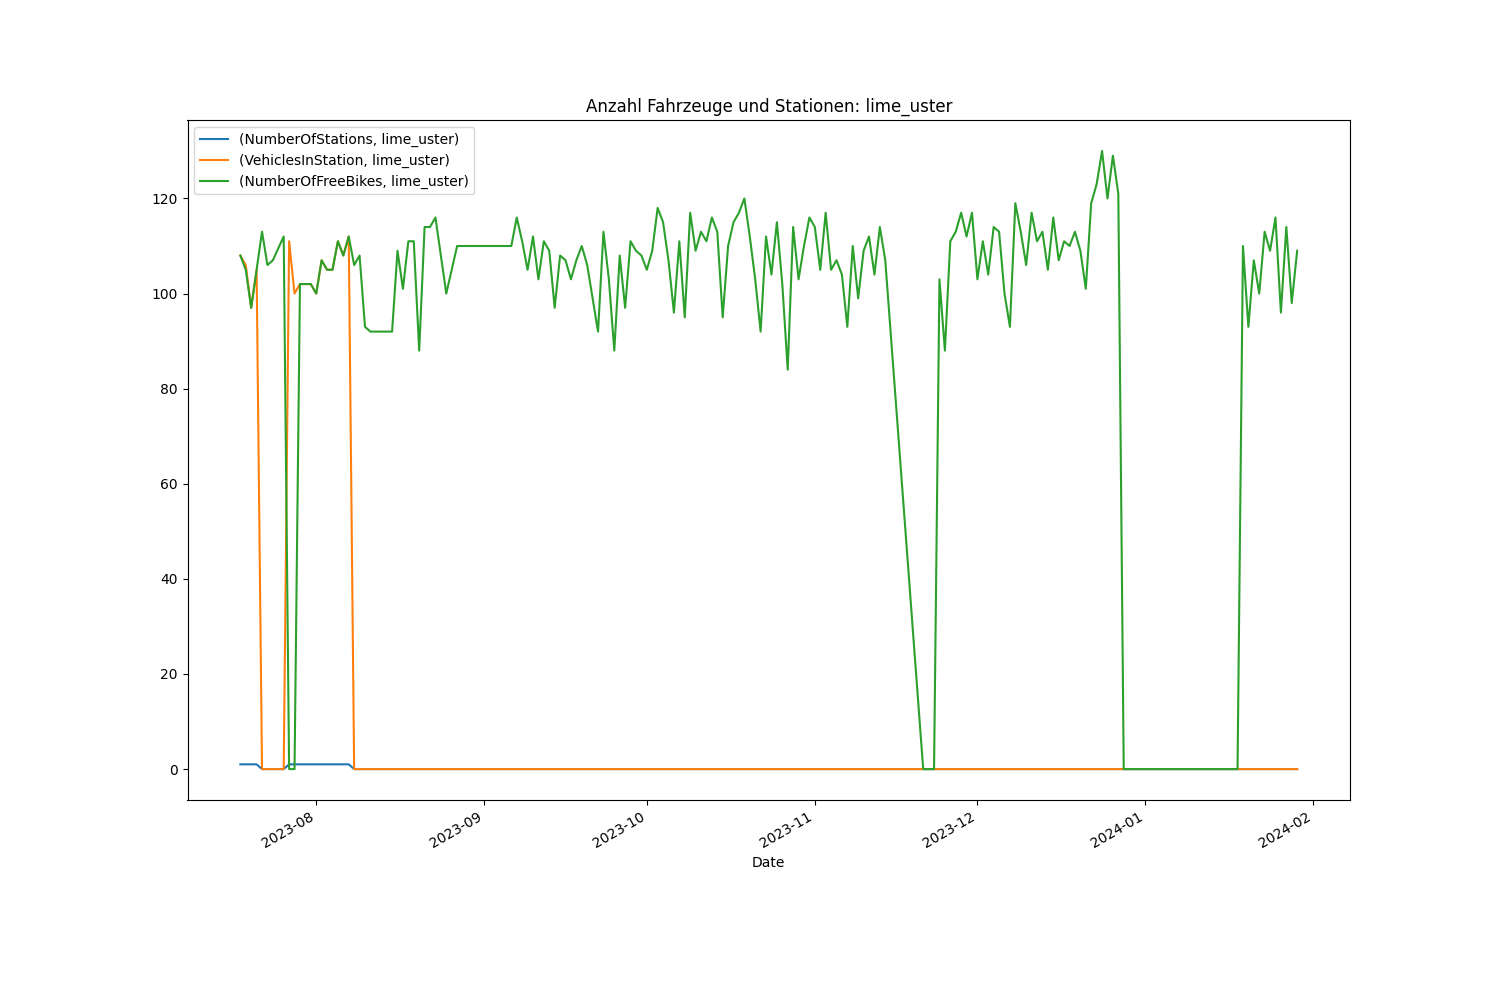 Anzahl Fahrzeuge und Stationen: lime_uster
(NumberOfStations, lime_uster)
(VehiclesInStation, lime_uster)
(NumberOfFreeBikes, lime_uster)
120
100
80
60
40
20
0
2023-08
2023-09
2023-10
2023-11
2023-12
2024-01
2024-02
Date